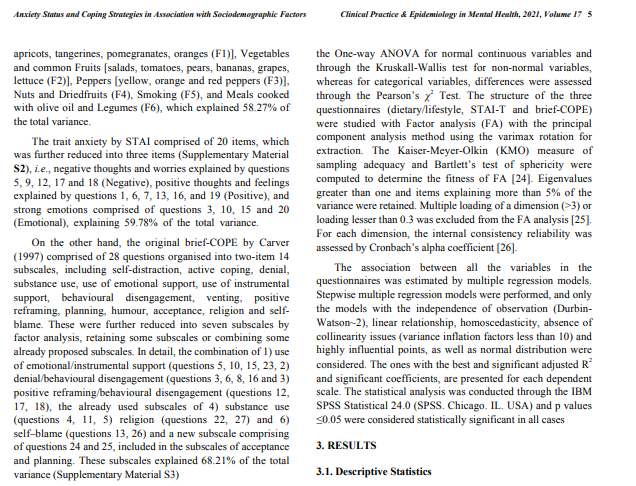 Anxiety Status and Coping Strategies in Association with Sociodemographic Factors
Clinical Practice & Epidemiology in Mental Health, 2021, Volume 17 5
apricots, tangerines, pomegranates, oranges (F1)], Vegetables
and common Fruits [salads, tomatoes, pears, bananas, grapes,
lettuce (F2)], Peppers [yellow, orange and red peppers (F3)],
Nuts and Driedfruits (F4), Smoking (F5), and Meals cooked
with olive oil and Legumes (F6), which explained 58.27% of
the total variance.
The trait anxiety by STAI comprised of 20 items, which
was further reduced into three items (Supplementary Material
S2), i.e., negative thoughts and worries explained by questions
5, 9, 12, 17 and 18 (Negative), positive thoughts and feelings
explained by questions 1, 6, 7, 13, 16, and 19 (Positive), and
strong emotions comprised of questions 3, 10, 15 and 20
(Emotional), explaining 59.78% of the total variance.
On the other hand, the original brief-COPE by Carver
(1997) comprised of 28 questions organised into two-item 14
subscales, including self-distraction, active coping, denial,
substance use, use of emotional support, use of instrumental
support, behavioural disengagement, venting, positive
reframing, planning, humour, acceptance, religion and self-
blame. These were further reduced into seven subscales by
factor analysis, retaining some subscales or combining some
already proposed subscales. In detail, the combination of 1) use
of emotional/instrumental support (questions 5, 10, 15, 23, 2)
denial/behavioural disengagement (questions 3, 6, 8, 16 and 3)
positive reframing/behavioural disengagement (questions 12,
17, 18), the already used subscales of 4) substance use
(questions 4, 11, 5) religion (questions 22, 27) and 6)
self–blame (questions 13, 26) and a new subscale comprising
of questions 24 and 25, included in the subscales of acceptance
and planning. These subscales explained 68.21% of the total
variance (Supplementary Material S3)
the One-way ANOVA for normal continuous variables and
through the Kruskall-Wallis test for non-normal variables,
whereas for categorical variables, differences were assessed
through the Pearson's χ² Test. The structure of the three
questionnaires (dietary/lifestyle, STAI-T and brief-COPE)
were studied with Factor analysis (FA) with the principal
component analysis method using the varimax rotation for
extraction. The Kaiser-Meyer-Olkin (KMO) measure of
sampling adequacy and Bartlett's test of sphericity were
computed to determine the fitness of FA [24]. Eigenvalues
greater than one and items explaining more than 5% of the
variance were retained. Multiple loading of a dimension (>3) or
loading lesser than 0.3 was excluded from the FA analysis [25].
For each dimension, the internal consistency reliability was
assessed by Cronbach's alpha coefficient [26].
The association between all the variables in the
questionnaires was estimated by multiple regression models.
Stepwise multiple regression models were performed, and only
the models with the independence of observation (Durbin-
Watson~2), linear relationship, homoscedasticity, absence of
collinearity issues (variance inflation factors less than 10) and
highly influential points, as well as normal distribution were
considered. The ones with the best and significant adjusted R²
and significant coefficients, are presented for each dependent
scale. The statistical analysis was conducted through the IBM
SPSS Statistical 24.0 (SPSS. Chicago. IL. USA) and p values
≤0.05 were considered statistically significant in all cases
3. RESULTS
3.1. Descriptive Statistics